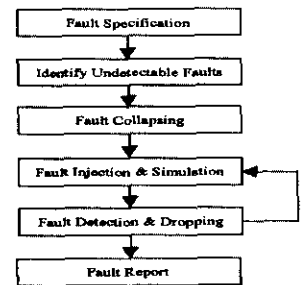 Fault Specification
Identify Undetectable Faults
Fault Collapsing
Fault Injection & Simulation
Fault Detection & Dropping
Fault Report